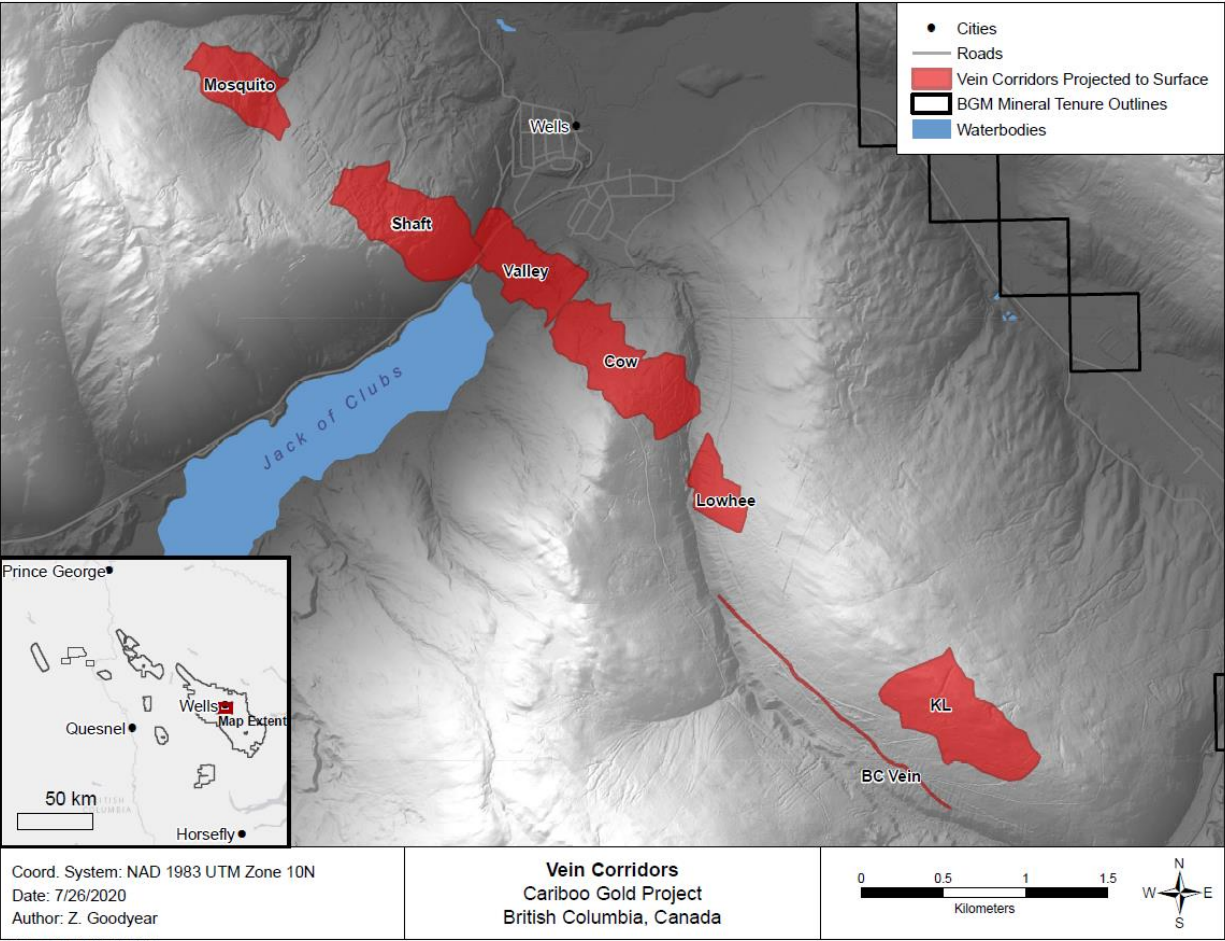 Cities
Roads
Vein Corridors Projected to Surface
BGM Mineral Tenure Outlines
Waterbodies
Mosquito
Wells
Shaft
Valley
Cow
Jack of Clubs
Lowhee
KL
BC Vein
Prince George
Wells
Map Extent
Quesnel
50 km
BRITISH
COLUMBIA
Horsefly
Coord. System: NAD 1983 UTM Zone 10N
Date: 7/26/2020
Author: Z. Goodyear
Vein Corridors
Cariboo Gold Project
British Columbia, Canada
0 0.5 1 1.5
Kilometers
N
W E
S